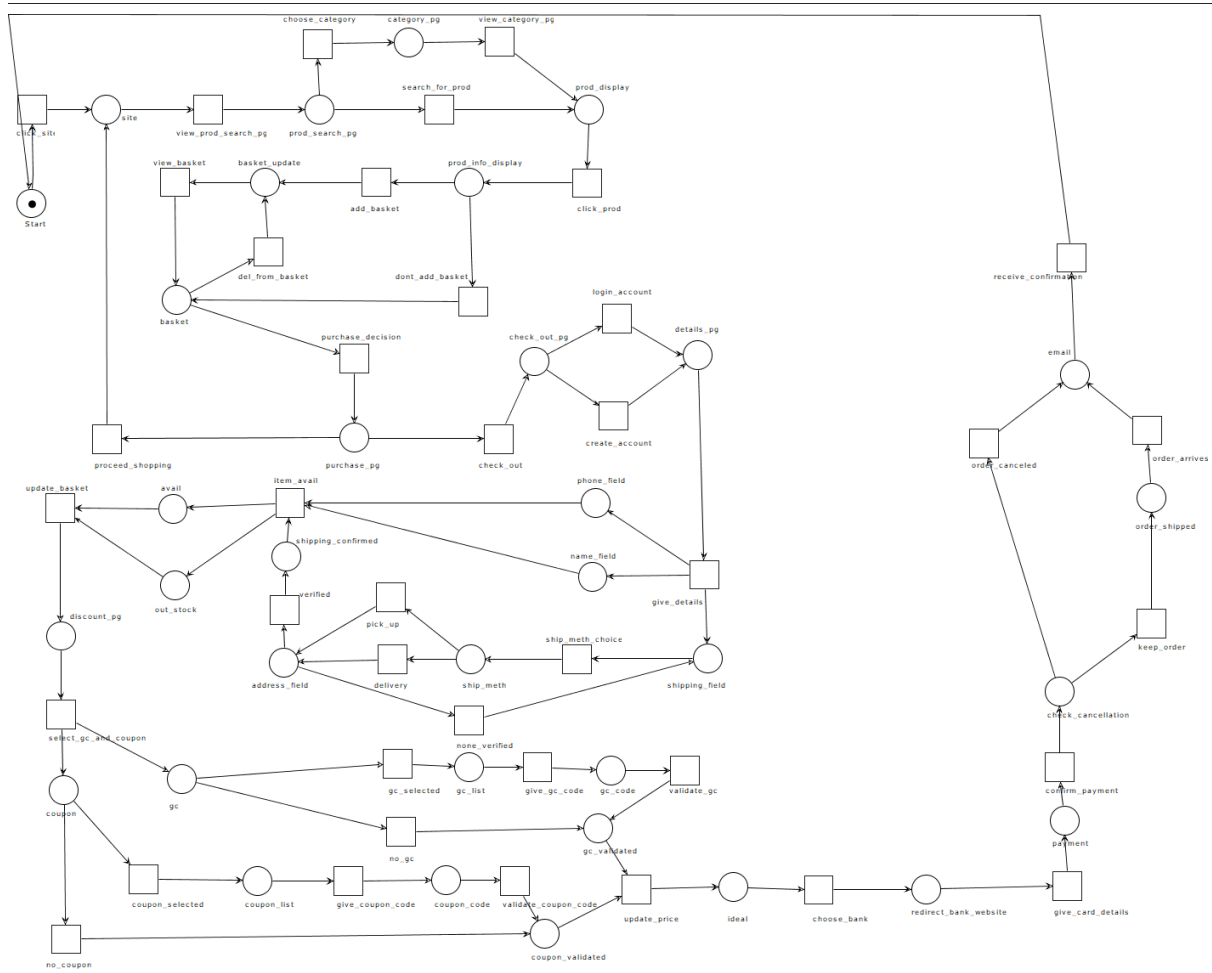 choose_category
category_pg
view_category_pg
search_for_prod
prod_display
click_site
site
view_prod_search_pg
prod_search_pg
view_basket
basket_update
prod_info_display
add_basket
click_prod
Start
del_from_basket
dont_add_basket
receive_confirmation
login_account
basket
purchase_decision
check_out_pg
details_pg
email
create_account
proceed_shopping
purchase_pg
check_out
order_canceled
order_arrives
update_basket
avail
item_avail
phone_field
order_shipped
shipping_confirmed
name_field
verified
out_stock
give_details
discount_pg
pick_up
ship_meth_choice
keep_order
address_field
delivery
ship_meth
shipping_field
check_cancellation
select_gc_and_coupon
none_verified
gc_selected
gc_list
give_gc_code
gc_code
validate_gc
confirm_payment
coupon
gc
payment
no_gc
gc_validated
coupon_selected
coupon_list
give_coupon_code
coupon_code
validate_coupon_code
update_price
ideal
choose_bank
redirect_bank_website
give_card_details
no_coupon
coupon_validated